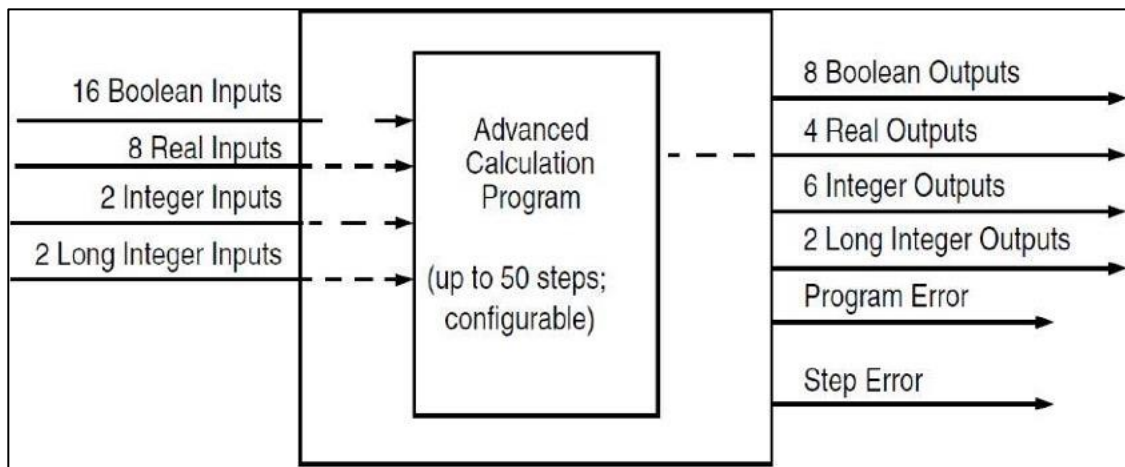 16 Boolean Inputs
8 Real Inputs
2 Integer Inputs
2 Long Integer Inputs
Advanced
Calculation
Program
(up to 50 steps;
configurable)
8 Boolean Outputs
4 Real Outputs
6 Integer Outputs
2 Long Integer Outputs
Program Error
Step Error